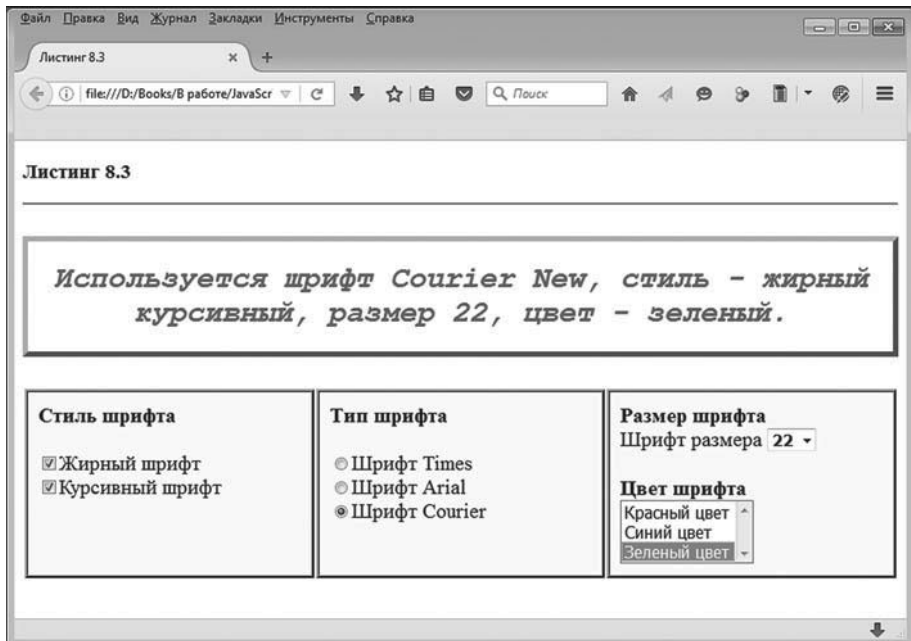 Файл Правка Вид Журнал Закладки Инструменты Справка
Листинг 8.3
file:///D:/Books/В работе/JavaScr
Поиск
Листинг 8.3
Используется шрифт Courier New, стиль - жирный
курсивный, размер 22, цвет - зеленый.
Стиль шрифта
Жирный шрифт
Курсивный шрифт
Тип шрифта
Шрифт Times
Шрифт Arial
Шрифт Courier
Размер шрифта
Шрифт размера 22
Цвет шрифта
Красный цвет
Синий цвет
Зеленый цвет